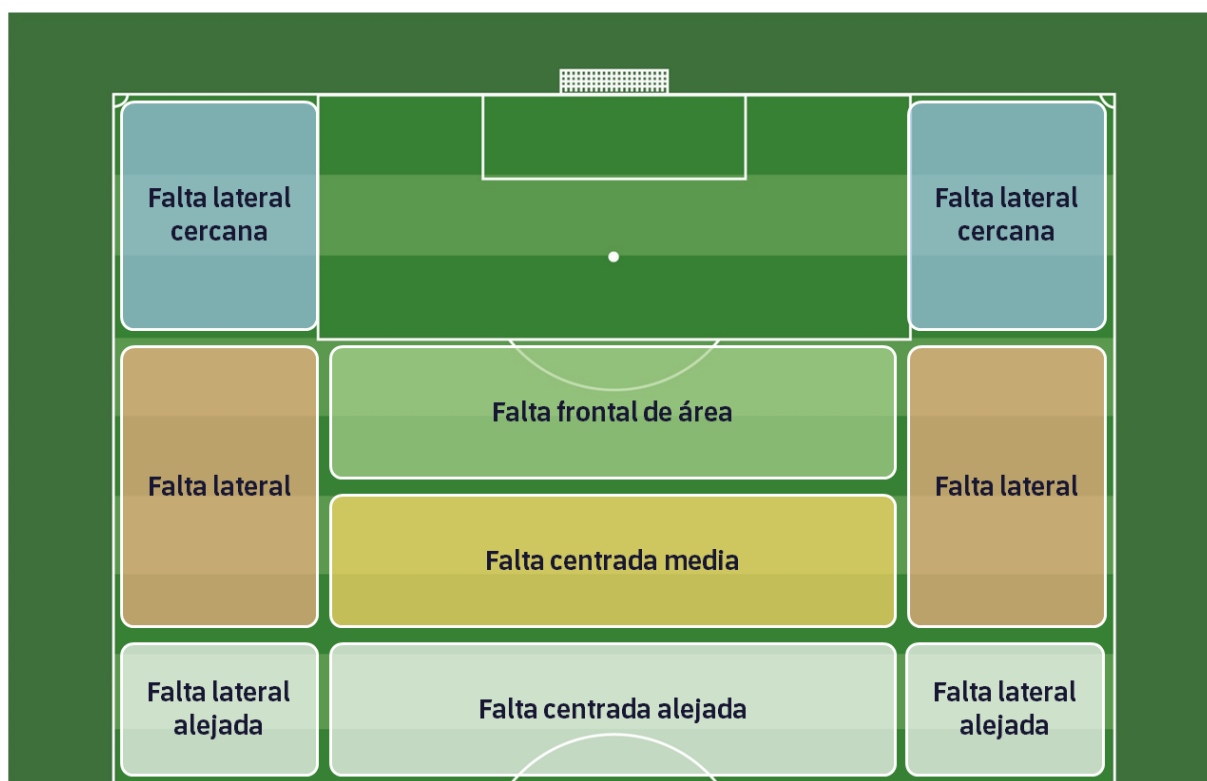 Falta lateral
cercana
Falta lateral
cercana
Falta frontal de área
Falta lateral
Falta lateral
Falta centrada media
Falta lateral
alejada
Falta centrada alejada
Falta lateral
alejada